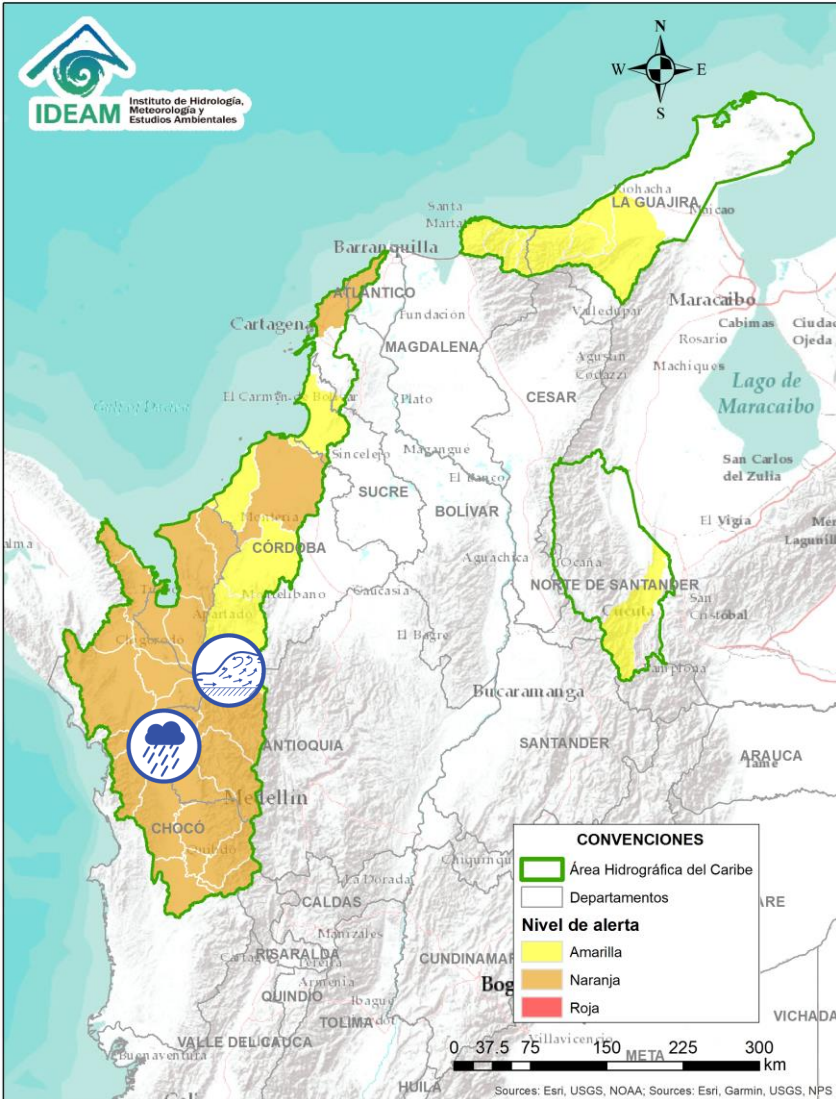 IDEAM
Instituto de Hidrología,
Meteorología y
Estudios Ambientales
N
W
E
S
Riohacha
LA GUAJIRA
Maicao
Santa
Marta
Barranquilla
ATLÁNTICO
Cartagena
Fundación
Valledupar
Maracaibo
Cabimas
Ciudad
Ojeda
Rosario
MAGDALENA
Agustín
Codazzi
Machiques
Lago de
Maracaibo
El Carmen de Bolívar
Plato
CESAR
Sincelejo
Magangué
San Carlos
del Zulia
El Banco
SUCRE
BOLÍVAR
Montería
El Vigía
CÓRDOBA
Aguachica
Ocaña
NORTE DE SANTANDER
Montelíbano
Caucasia
Cúcuta
San
Cristóbal
Turbo
Apartadó
Chigorodó
El Bagre
Pamplona
Bucaramanga
ANTIOQUIA
SANTANDER
ARAUCA
Tame
Medellín
CHOCÓ
Quibdó
La Dorada
CALDAS
Manizales
RISARALDA
Pereira
Armenia
QUINDIO
Ibagué
TOLIMA
VALLE DEL CAUCA
Buenaventura
Villavicencio
META
HUILA
VICHADA
CONVENCIONES
Área Hidrográfica del Caribe
Departamentos
Nivel de alerta
Amarilla
Naranja
Roja
0 37.5 75 150 225 300
km
Sources: Esri, USGS, NOAA; Sources: Esri, Garmin, USGS, NPS